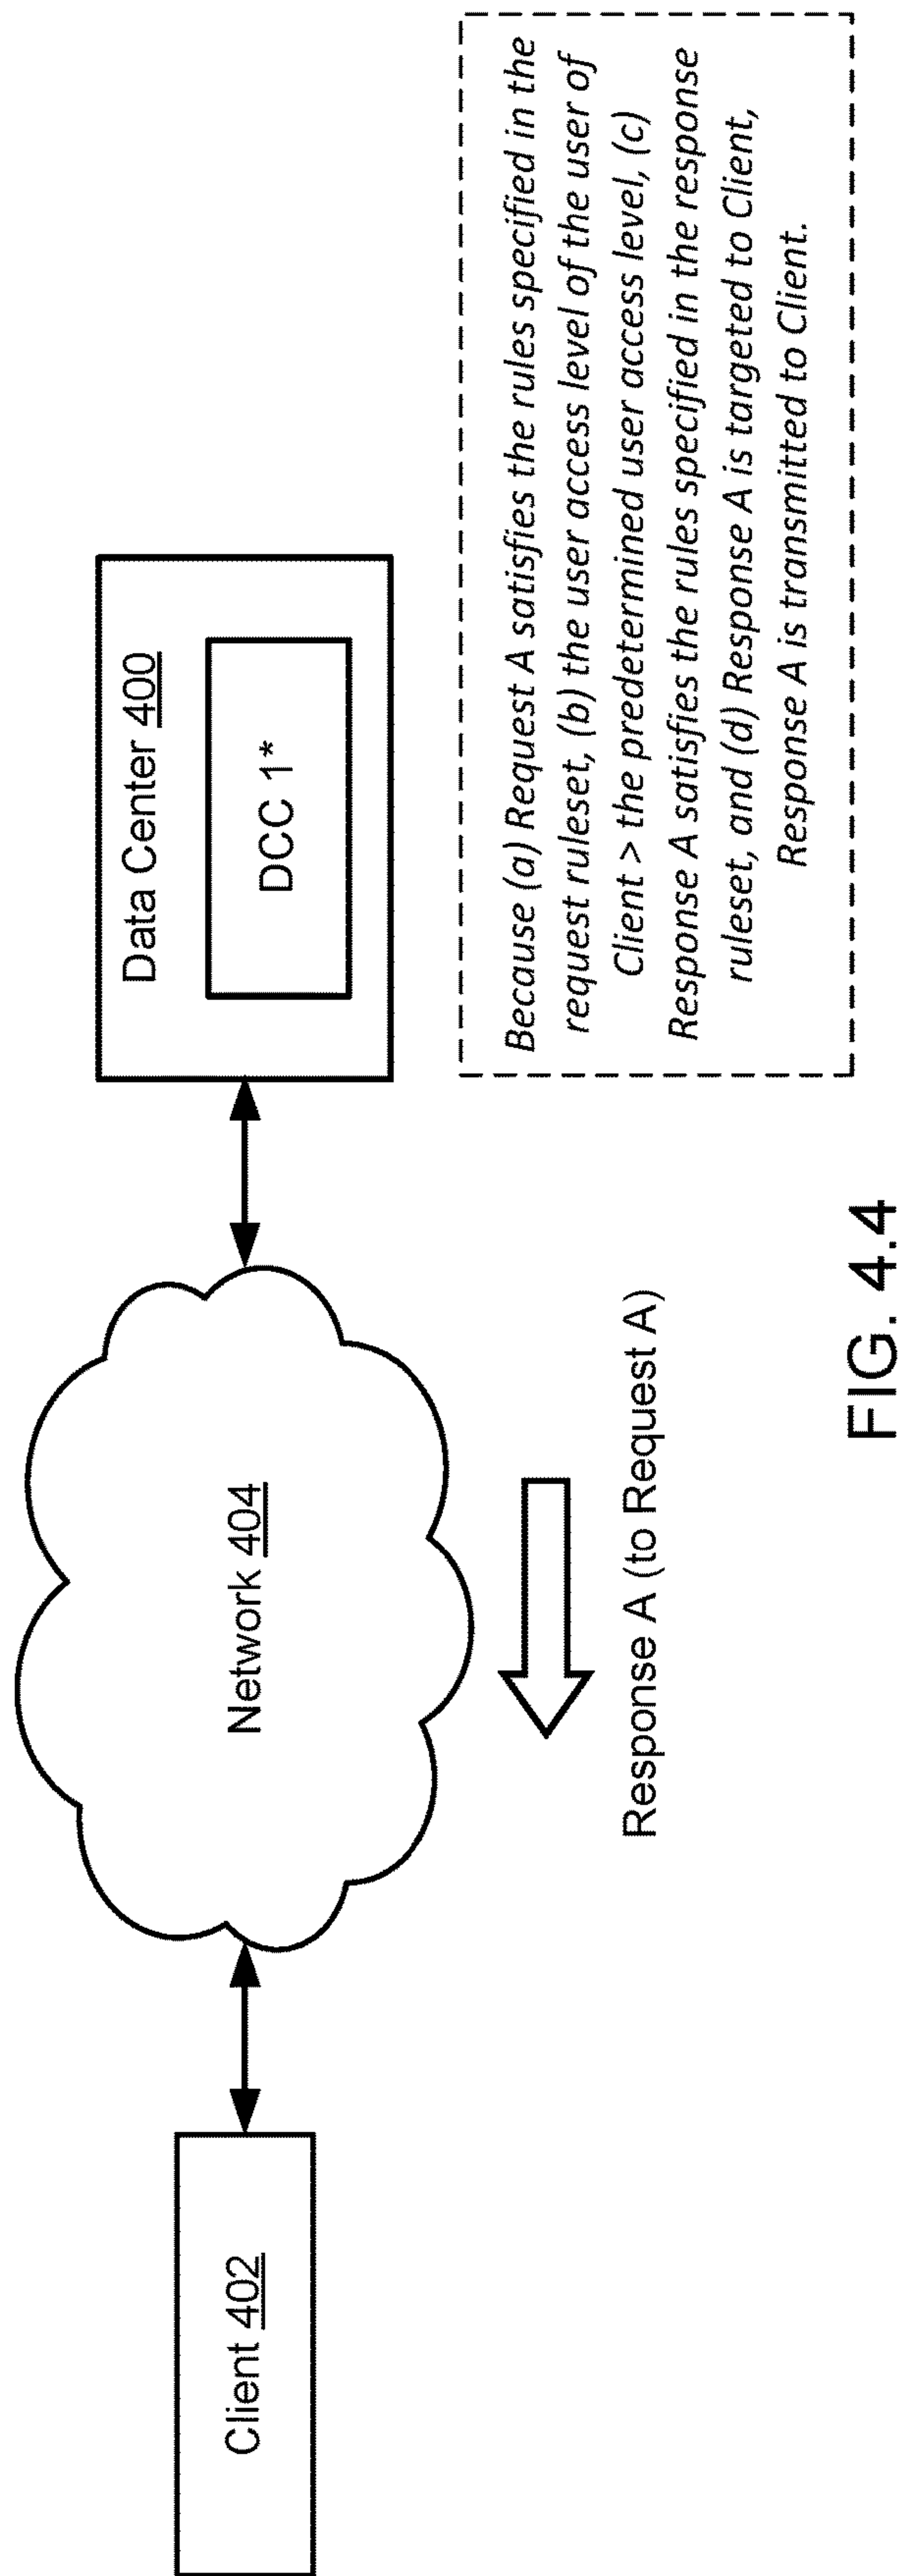 Client 402
Network 404
Data Center 400
DCC 1*
Response A (to Request A)
Because (a) Request A satisfies the rules specified in the
request ruleset, (b) the user access level of the user of
Client > the predetermined user access level, (c)
Response A satisfies the rules specified in the response
ruleset, and (d) Response A is targeted to Client,
Response A is transmitted to Client.
FIG. 4.4